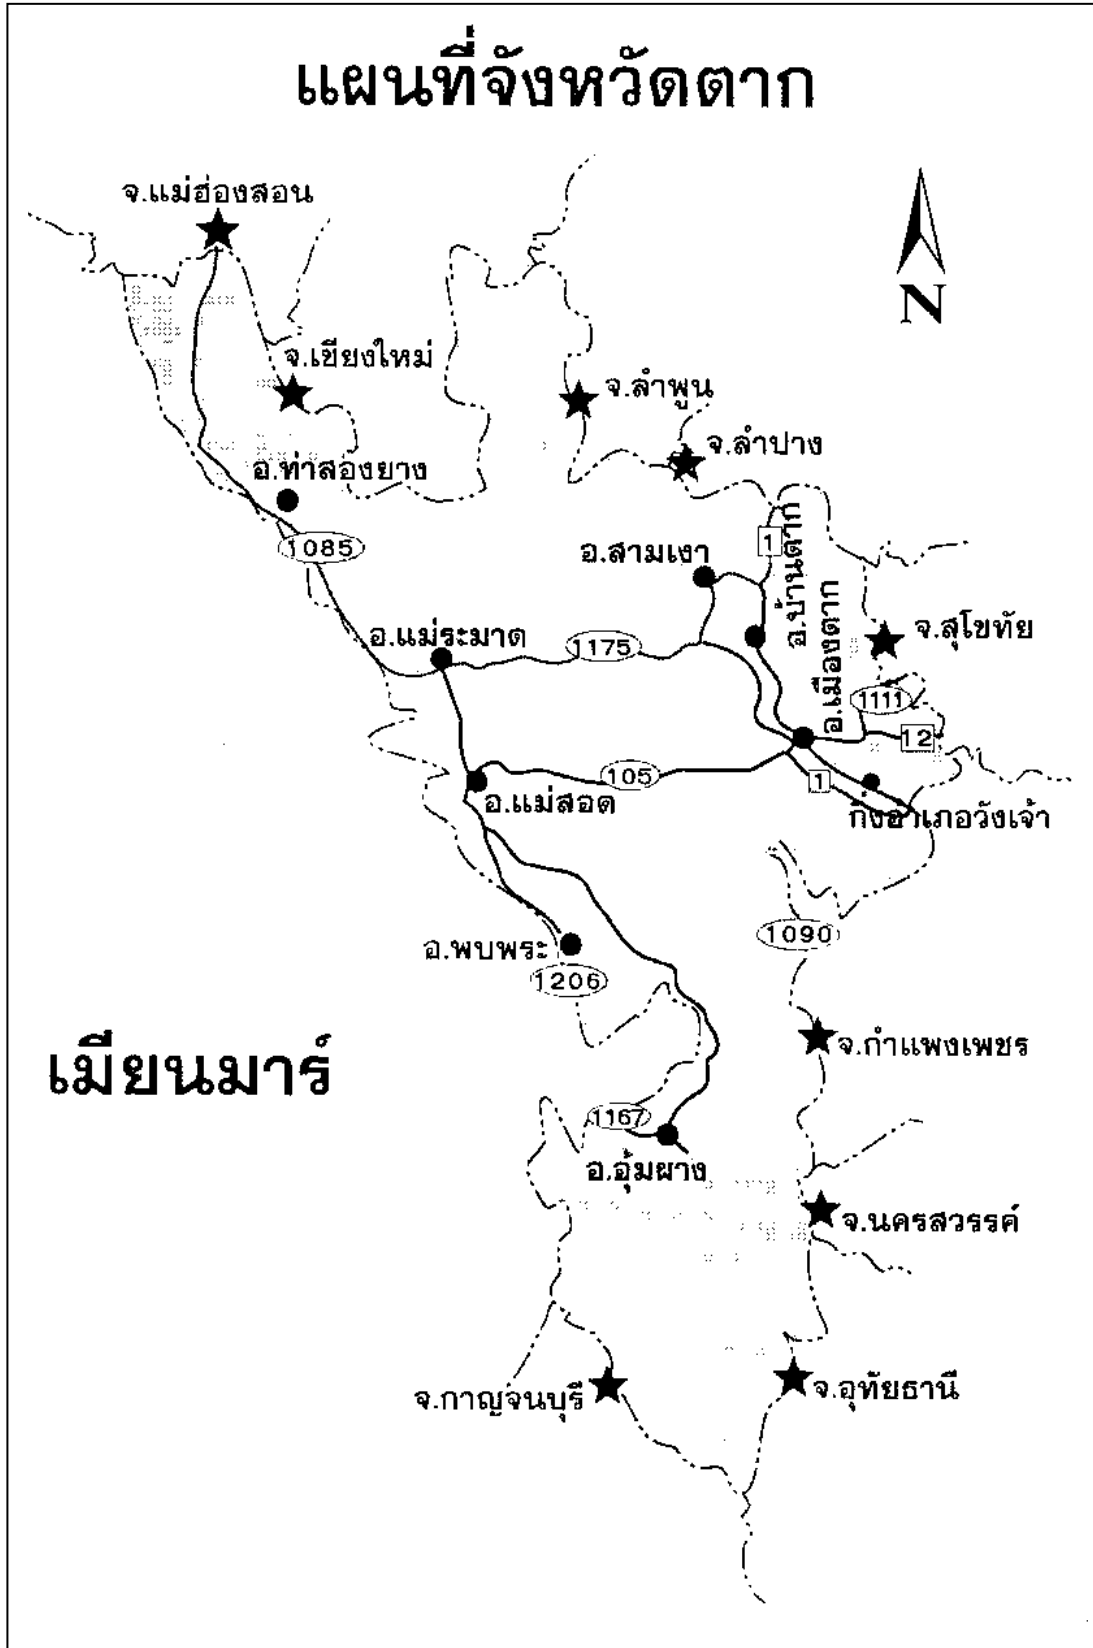 แผนที่จังหวัดตาก
จ.แม่ฮ่องสอน
N
จ.เชียงใหม่
จ.ลำพูน
จ.ลำปาง
อ.ท่าสองยาง
1085
อ.สามเงา
1
อ.บ้านตาก
อ.แม่ระมาด
1175
อ.เมืองตาก
จ.สุโขทัย
1111
12
105
1
อ.แม่สอด
กิ่งอำเภอวังเจ้า
1090
อ.พบพระ
1206
เมียนมาร์
จ.กำแพงเพชร
1167
อ.อุ้มผาง
จ.นครสวรรค์
จ.กาญจนบุรี
จ.อุทัยธานี